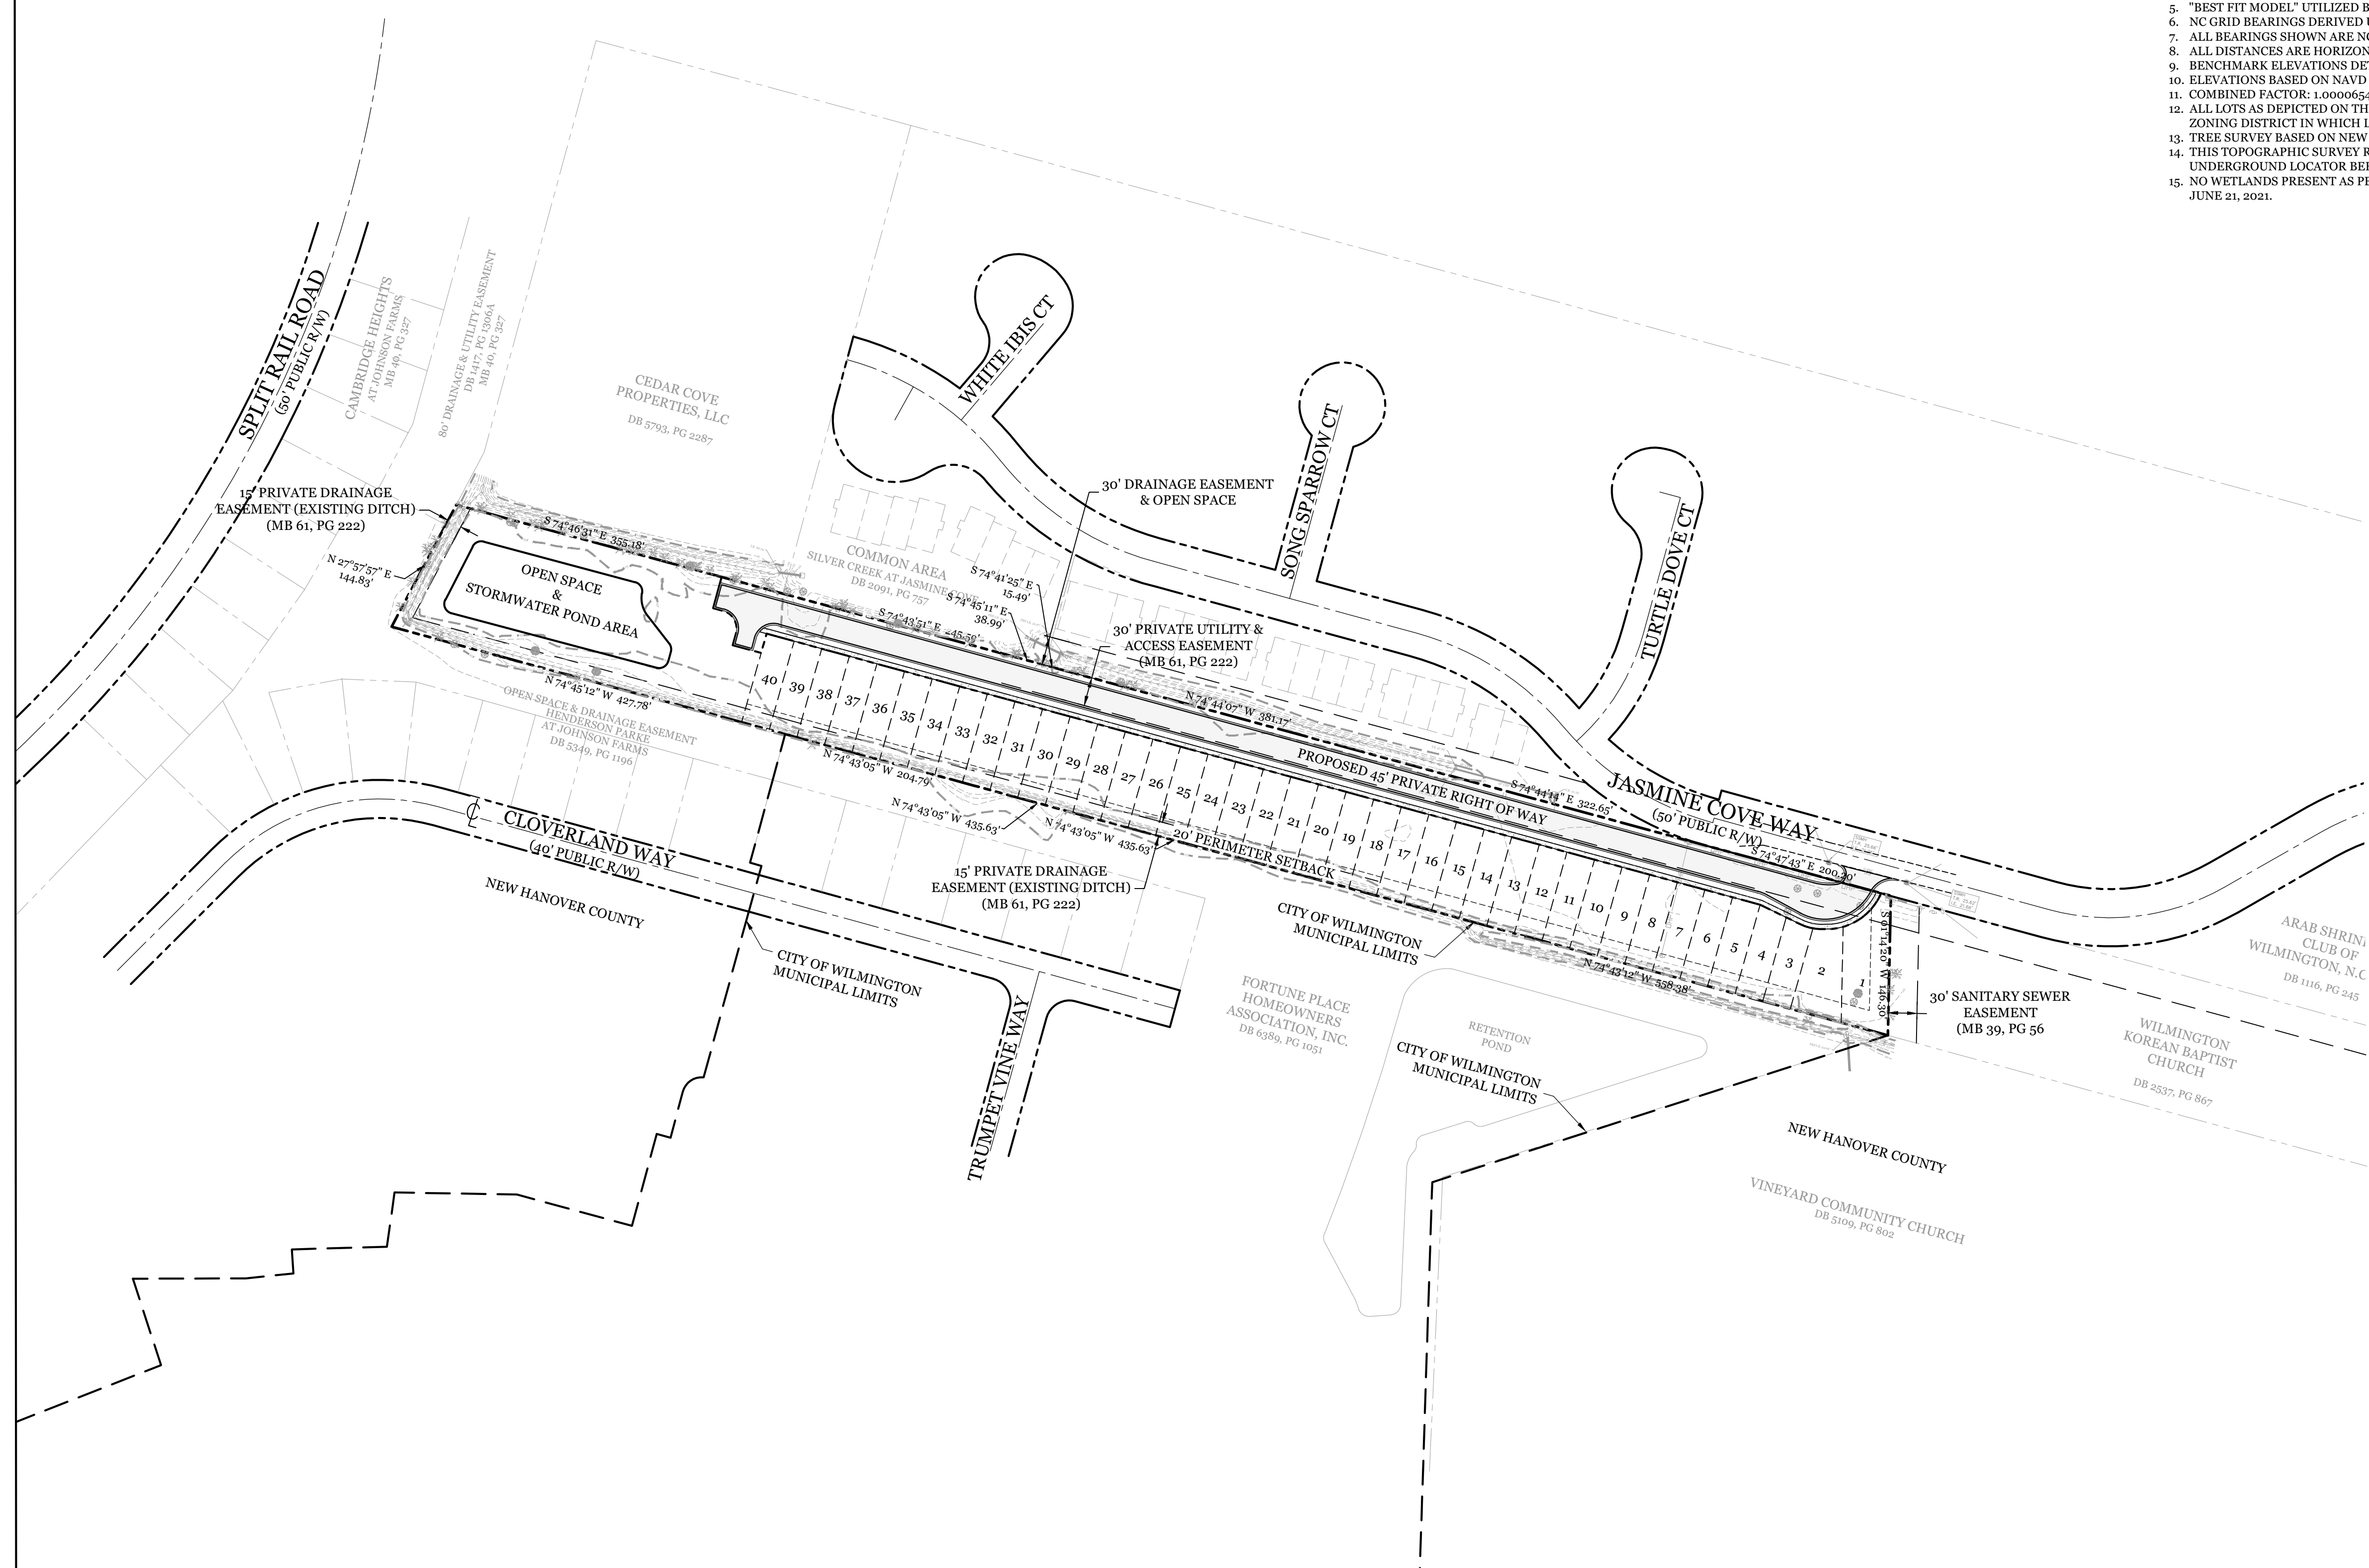 5. "BEST FIT MODEL" UTILIZED B
6. NC GRID BEARINGS DERIVED
7. ALL BEARINGS SHOWN ARE
8. ALL DISTANCES ARE HORIZON
9. BENCHMARK ELEVATIONS DE
10. ELEVATIONS BASED ON NAVD
11. COMBINED FACTOR: 1.0000654
12. ALL LOTS AS DEPICTED ON TH
ZONING DISTRICT IN WHICH L
13. TREE SURVEY BASED ON NEW
14. THIS TOPOGRAPHIC SURVEY R
UNDERGROUND LOCATOR BE
15. NO WETLANDS PRESENT AS PE
JUNE 21, 2021.
SPLIT RAIL ROAD
(50' PUBLIC R/W)
CAMBRIDGE HEIGHTS
AT JOHNSON FARMS
MB 40, PG 327
80' DRAINAGE & UTILITY EASEMENT
DB 1417, PG 1306A
MB 40, PG 327
CEDAR COVE
PROPERTIES, LLC
DB 5793, PG 2287
WHITE IBIS CT
SONG SPARROW CT
TURTLE DOVE CT
15' PRIVATE DRAINAGE
EASEMENT (EXISTING DITCH)
(MB 61, PG 222)
N 27°57'57" E
144.83'
S 74°46'31" E 355.18'
OPEN SPACE
&
STORMWATER POND AREA
COMMON AREA
SILVER CREEK AT JASMINE COVE
DB 2091, PG 757
30' DRAINAGE EASEMENT
& OPEN SPACE
S 74°41'25" E
15.49'
S 74°45'11" E
38.99'
S 74°43'51" E 245.59'
30' PRIVATE UTILITY &
ACCESS EASEMENT
(MB 61, PG 222)
N 74°44'07" W 381.17'
PROPOSED 45' PRIVATE RIGHT OF WAY
S 74°44'14" E 322.65'
JASMINE COVE WAY
(50' PUBLIC R/W)
S 74°47'43" E 200.20'
40 39 38 37 36 35 34 33 32 31 30 29 28 27 26 25 24 23 22 21 20 19 18 17 16 15 14 13 12 11 10 9 8 7 6 5 4 3 2 1
N 74°45'12" W 427.78'
OPEN SPACE & DRAINAGE EASEMENT
HENDERSON PARKE
AT JOHNSON FARMS
DB 5349, PG 1196
N 74°43'05" W 204.79'
N 74°43'05" W 435.63'
N 74°43'05" W 435.63'
20' PERIMETER SETBACK
15' PRIVATE DRAINAGE
EASEMENT (EXISTING DITCH)
(MB 61, PG 222)
CLOVERLAND WAY
(40' PUBLIC R/W)
NEW HANOVER COUNTY
CITY OF WILMINGTON
MUNICIPAL LIMITS
TRUMPET VINE WAY
CITY OF WILMINGTON
MUNICIPAL LIMITS
N 74°43'12" W 558.38'
S 01°14'20" W 146.30'
30' SANITARY SEWER
EASEMENT
(MB 39, PG 56
ARAB SHRIN
CLUB OF
WILMINGTON, N.C
DB 1116, PG 245
FORTUNE PLACE
HOMEOWNERS
ASSOCIATION, INC.
DB 6389, PG 1051
RETENTION
POND
CITY OF WILMINGTON
MUNICIPAL LIMITS
WILMINGTON
KOREAN BAPTIST
CHURCH
DB 2537, PG 867
NEW HANOVER COUNTY
VINEYARD COMMUNITY CHURCH
DB 5109, PG 802